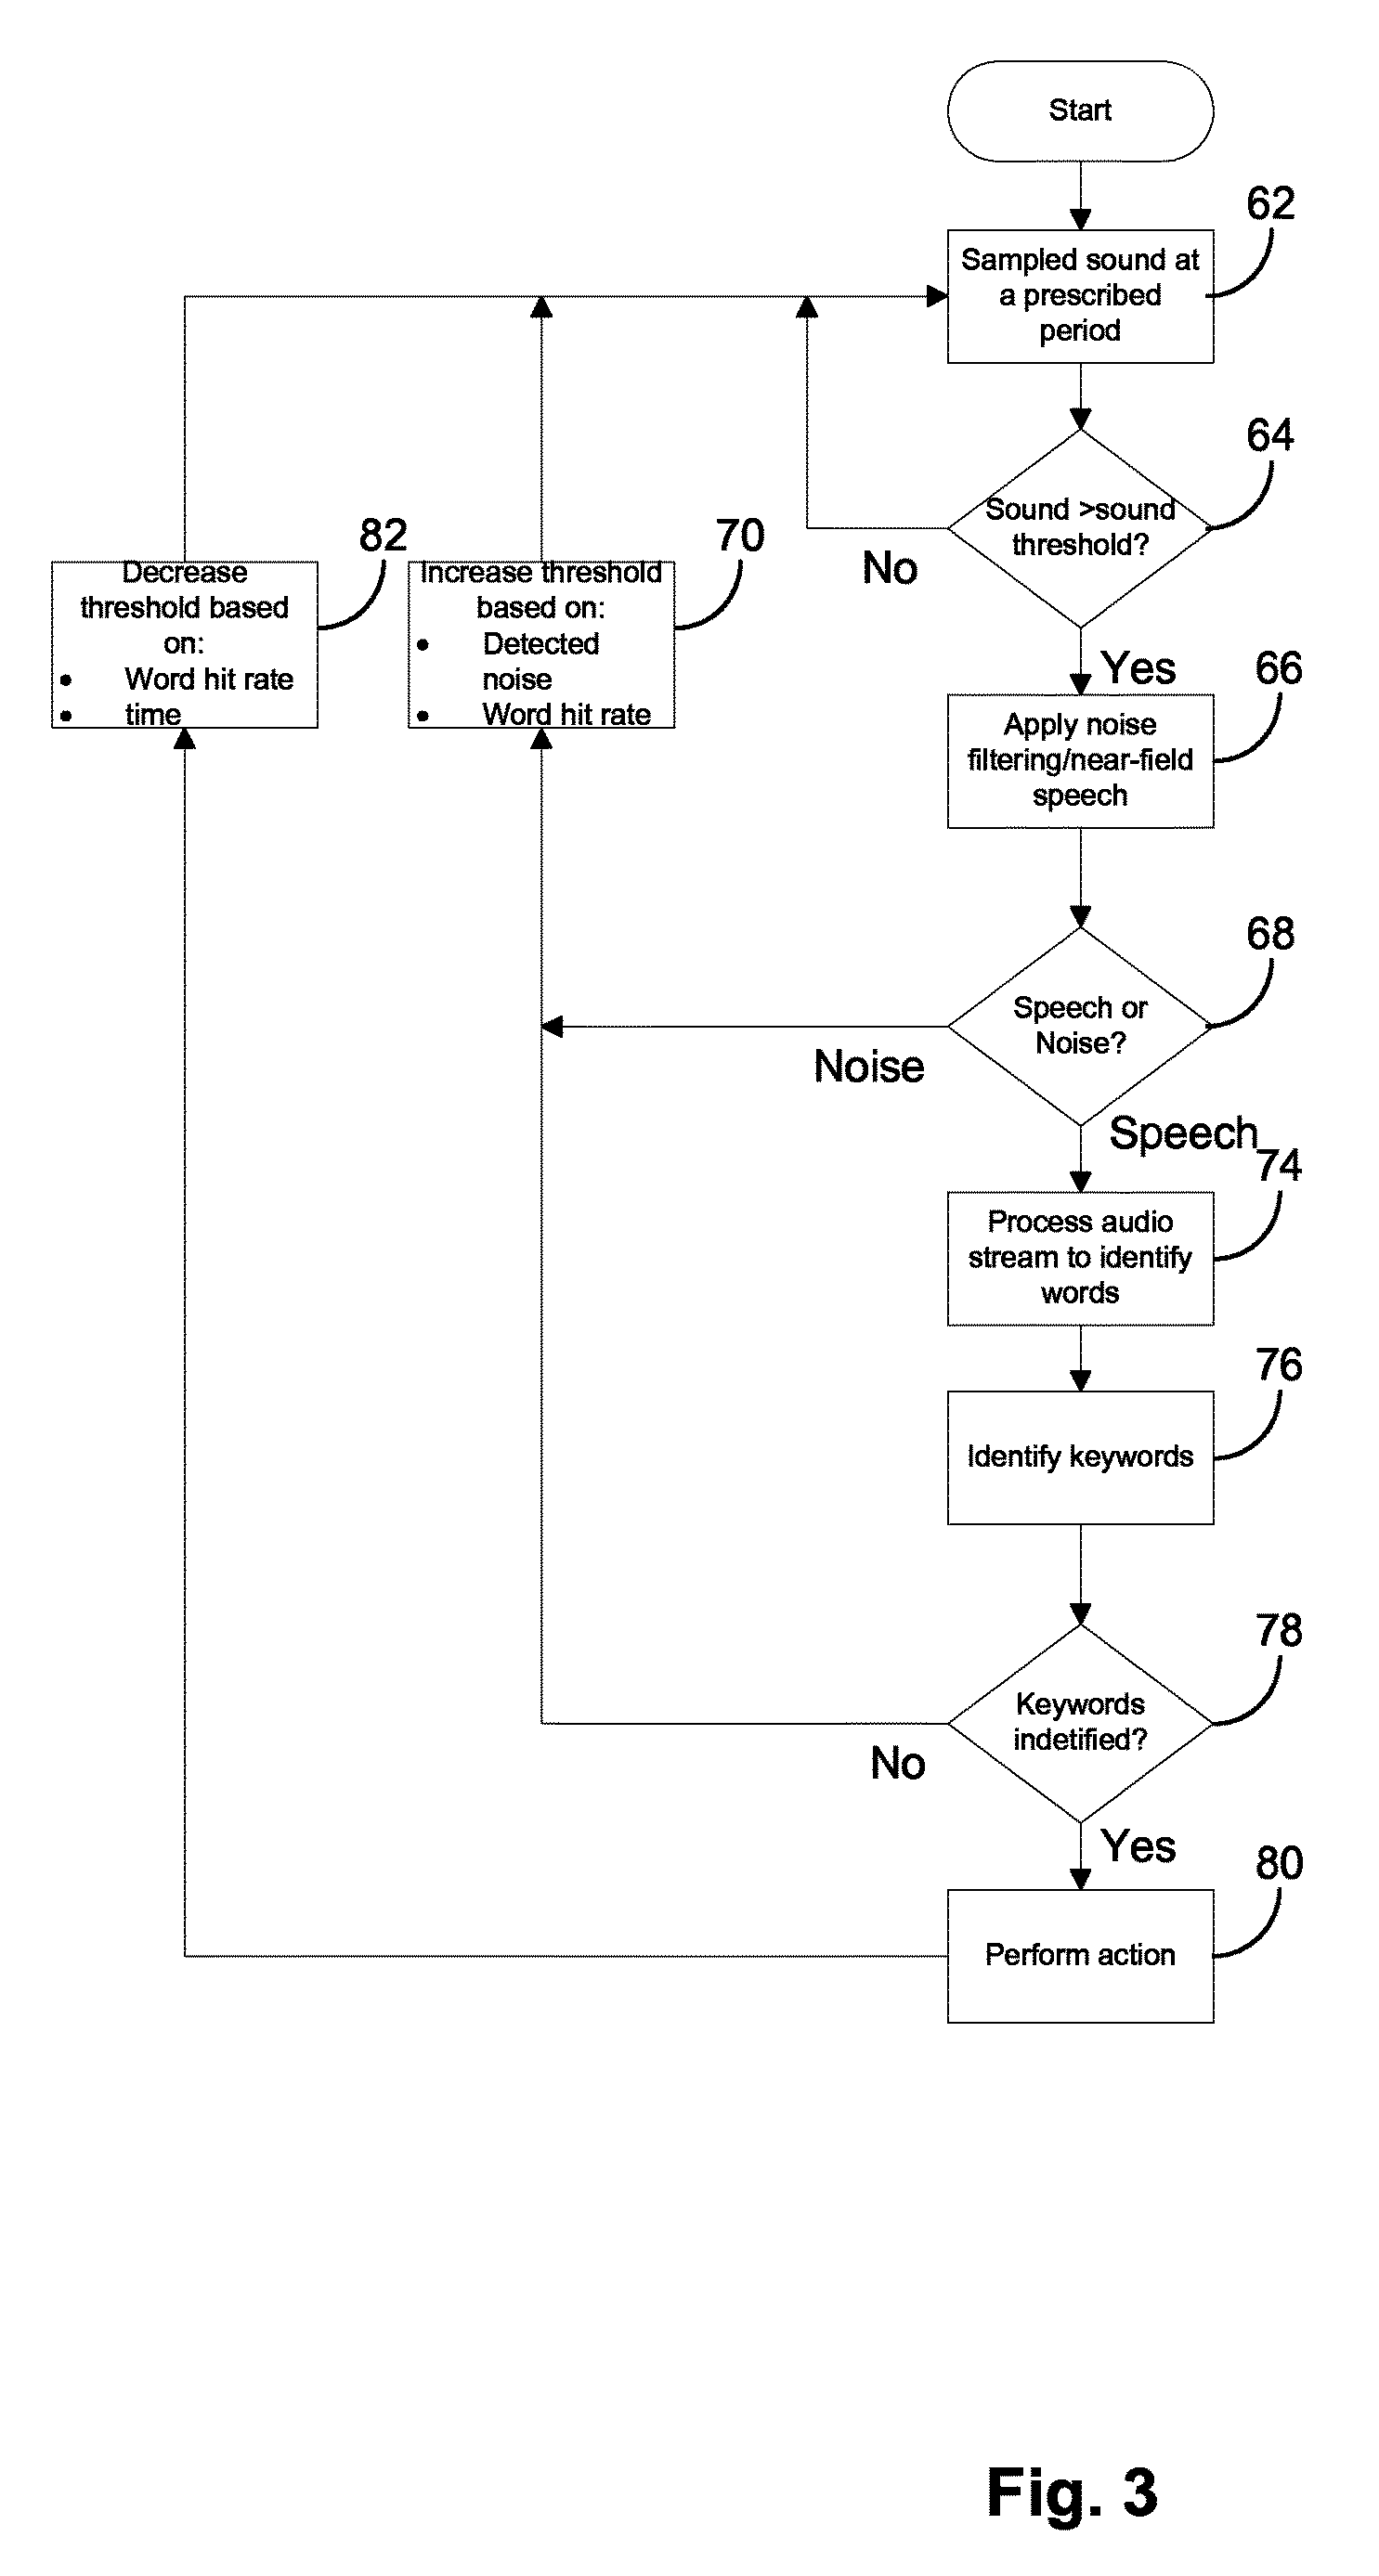 Start
62
Sampled sound at
a prescribed
period
64
Sound >sound
threshold?
No
Yes
82
Decrease
threshold based
on:
• Word hit rate
• time
70
Increase threshold
based on:
• Detected
noise
• Word hit rate
66
Apply noise
filtering/near-field
speech
68
Speech or
Noise?
Noise
Speech
74
Process audio
stream to identify
words
76
Identify keywords
78
Keywords
indetified?
No
Yes
80
Perform action
Fig. 3